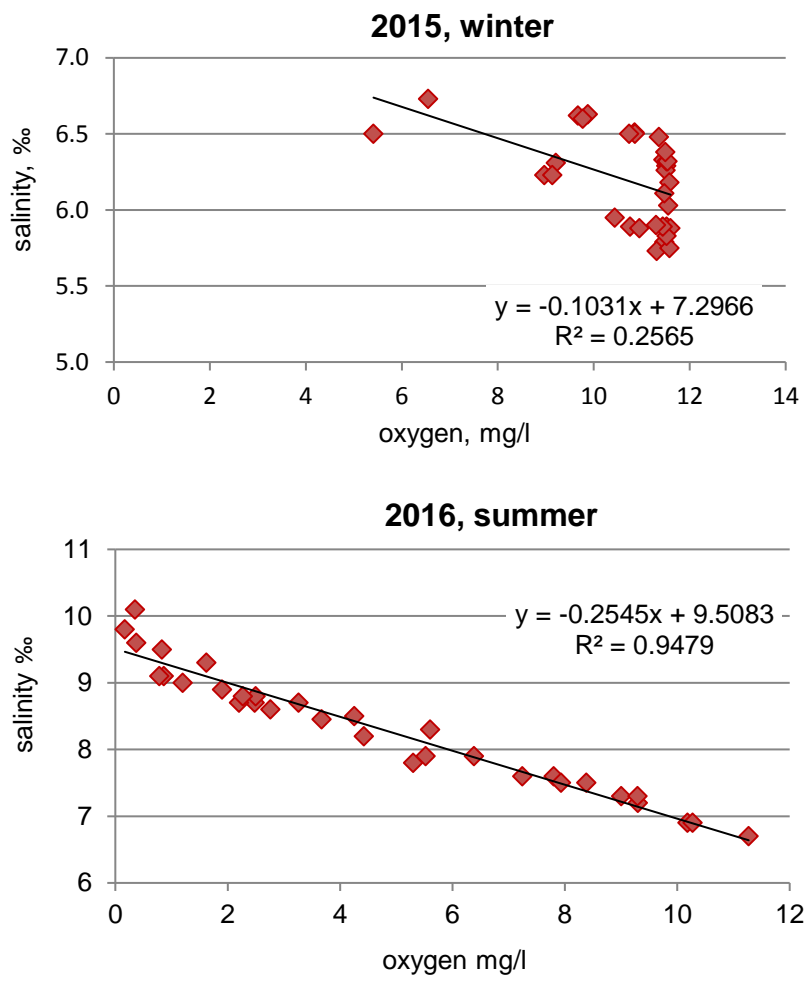 2015, winter
7.0
6.5
6.0
5.5
5.0
salinity, ‰
y = -0.1031x + 7.2966
R² = 0.2565
0 2 4 6 8 10 12 14
oxygen, mg/l
2016, summer
11
10
9
8
7
6
salinity ‰
y = -0.2545x + 9.5083
R² = 0.9479
0 2 4 6 8 10 12
oxygen mg/l